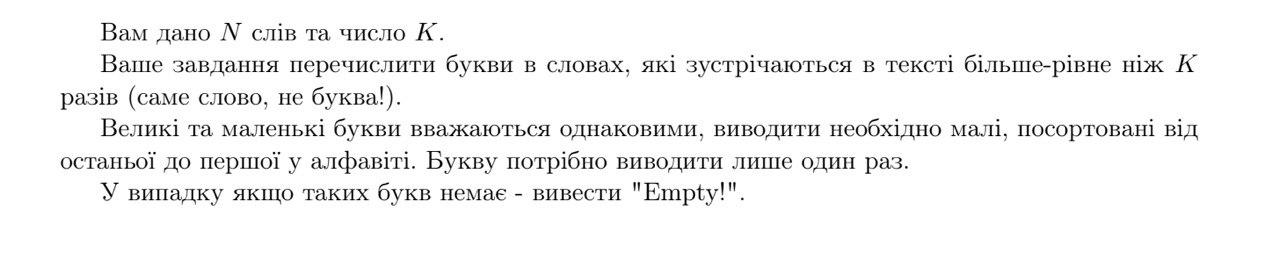 Вам дано N слів та число K.
Ваше завдання перечислити букви в словах, які зустрічаються в тексті більше-рівне ніж K
разів (саме слово, не буква!).
Великі та маленькі букви вважаються однаковими, виводити необхідно малі, посортовані від
останьої до першої у алфавіті. Букву потрібно виводити лише один раз.
У випадку якщо таких букв немає - вивести "Empty!".